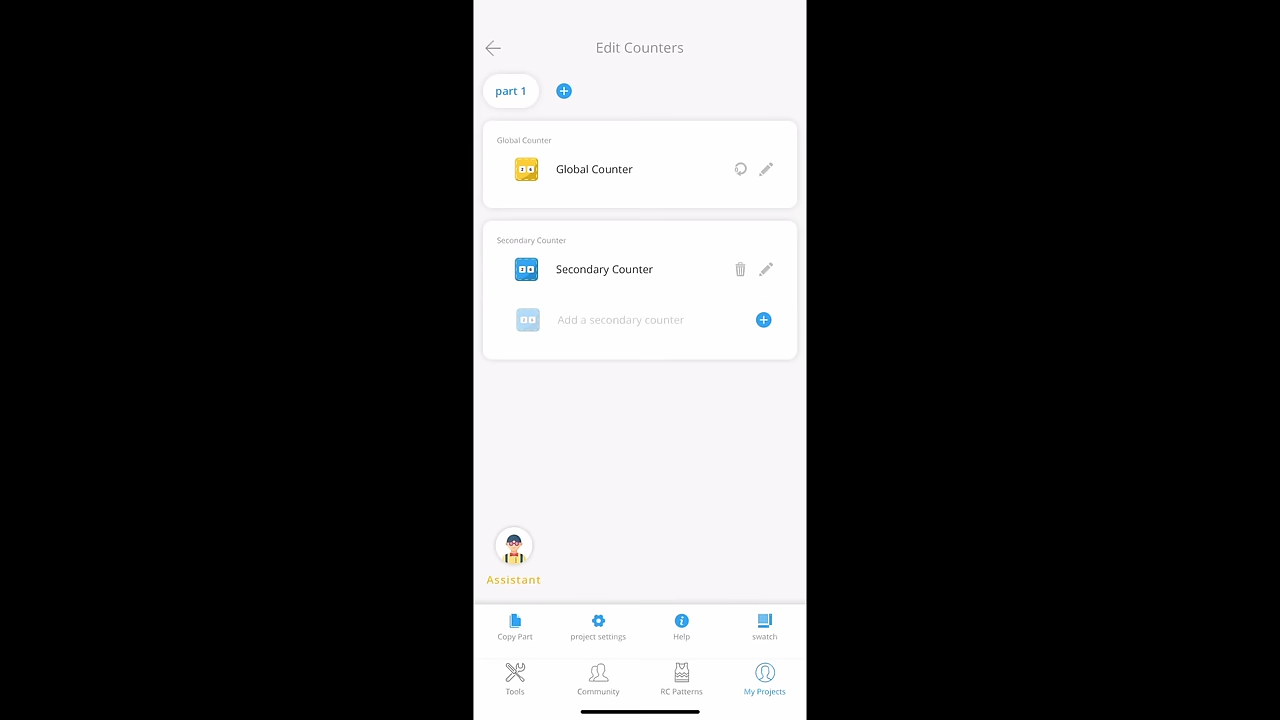 Edit Counters
part 1
Global Counter
Global Counter
Secondary Counter
Secondary Counter
Add a secondary counter
Assistant
Copy Part
project settings
Help
swatch
Tools
Community
RC Patterns
My Projects